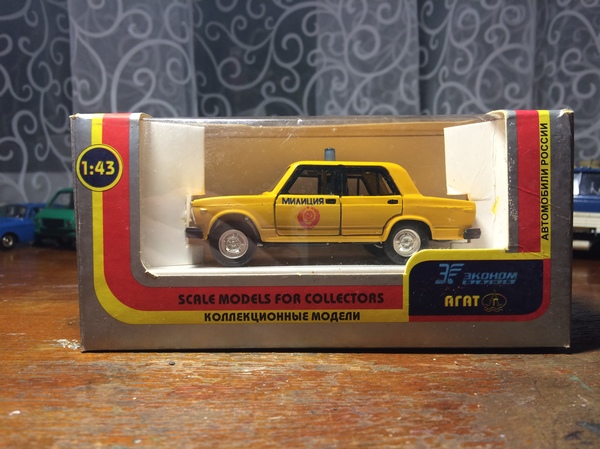 1:43
МИЛИЦИЯ
АВТОМОБИЛИ РОССИИ
SCALE MODELS FOR COLLECTORS
КОЛЛЕКЦИОННЫЕ МОДЕЛИ
ЭКОНОМ
АГАТ